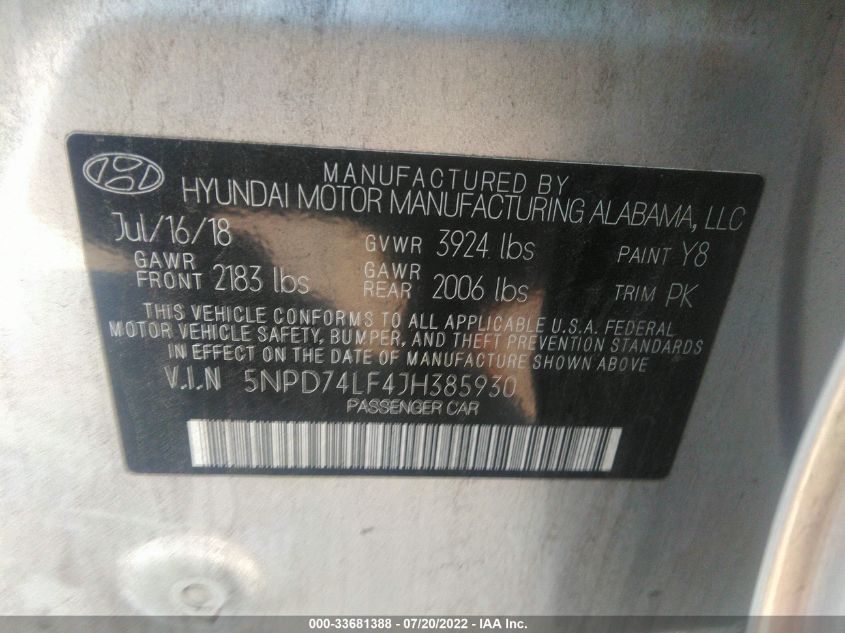 MANUFACTURED BY
HYUNDAI MOTOR MANUFACTURING ALABAMA, LLC
Jul/16/18 GVWR 3924 lbs PAINT Y8
GAWR FRONT 2183 lbs GAWR REAR 2006 lbs TRIM PK
THIS VEHICLE CONFORMS TO ALL APPLICABLE U.S.A. FEDERAL
MOTOR VEHICLE SAFETY, BUMPER, AND THEFT PREVENTION STANDARDS
IN EFFECT ON THE DATE OF MANUFACTURE SHOWN ABOVE
V.I.N 5NPD74LF4JH385930
PASSENGER CAR
000-33681388 - 07/20/2022 - IAA Inc.